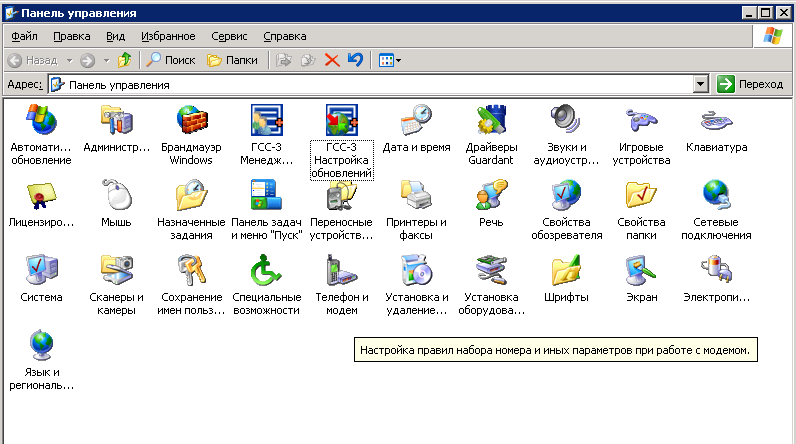 Панель управления
Файл Правка Вид Избранное Сервис Справка
Назад Поиск Папки
Адрес: Панель управления Переход
Автомати... обновление
Администр...
Брандмауэр Windows
ГСС-3 Менедж...
ГСС-3 Настройка обновлений
Дата и время
Драйверы Guardant
Звуки и аудиоустр...
Игровые устройства
Клавиатура
Лицензиро...
Мышь
Назначенные задания
Панель задач и меню "Пуск"
Переносные устройств...
Принтеры и факсы
Речь
Свойства обозревателя
Свойства папки
Сетевые подключения
Система
Сканеры и камеры
Сохранение имен польз...
Специальные возможности
Телефон и модем
Установка и удаление...
Установка оборудова...
Шрифты
Экран
Электропи...
Настройка правил набора номера и иных параметров при работе с модемом.
Язык и региональ...